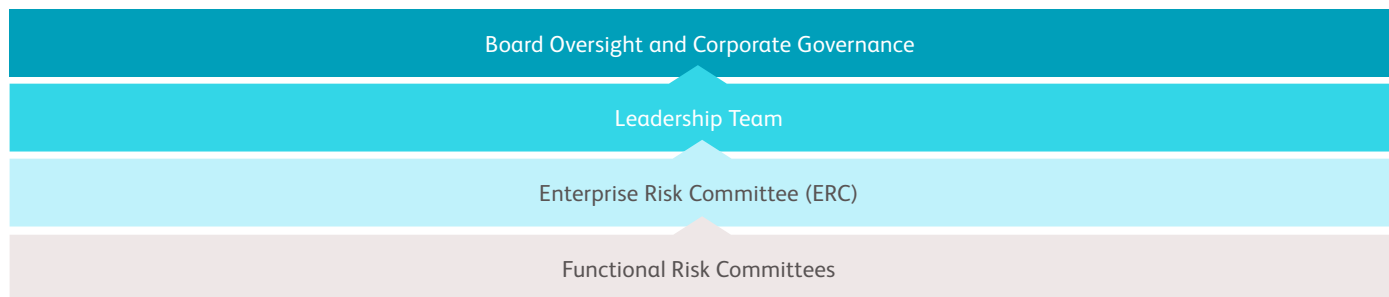 Board Oversight and Corporate Governance
Leadership Team
Enterprise Risk Committee (ERC)
Functional Risk Committees